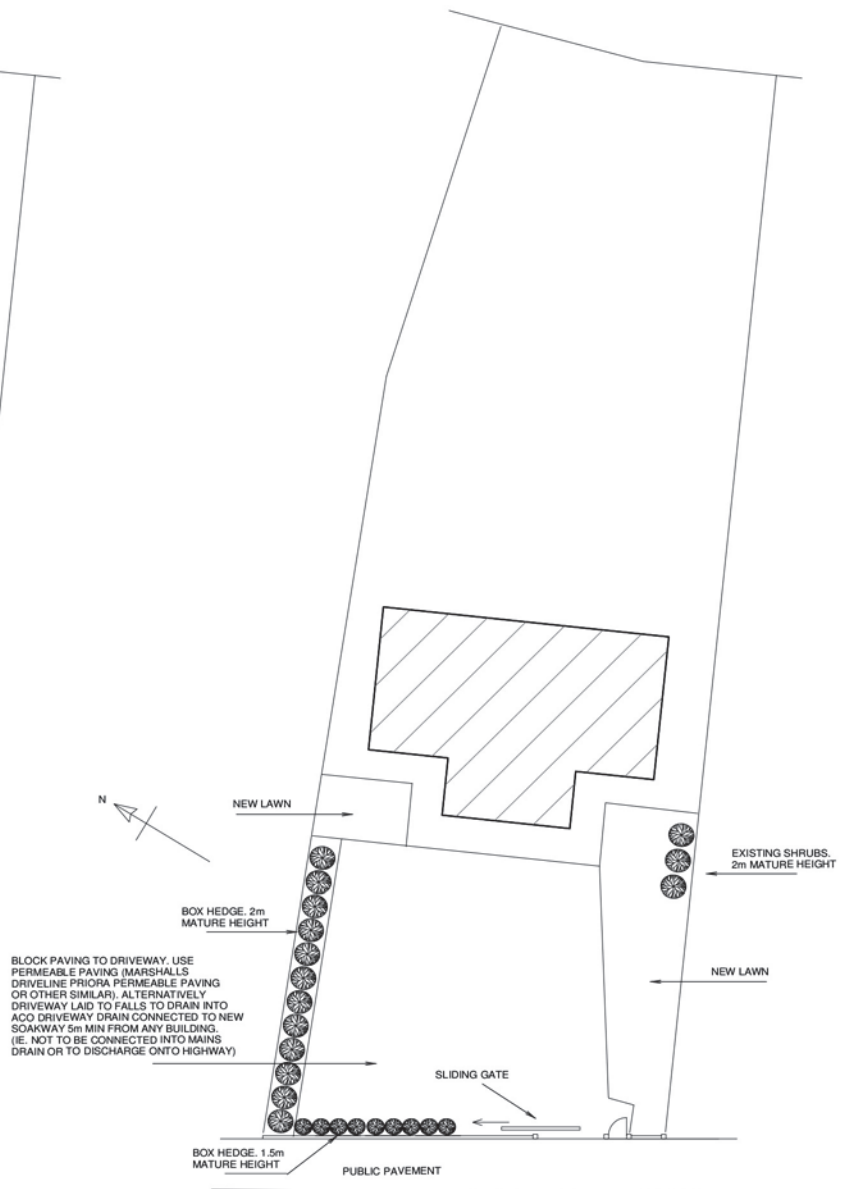 N
NEW LAWN
EXISTING SHRUBS.
2m MATURE HEIGHT
BOX HEDGE. 2m
MATURE HEIGHT
BLOCK PAVING TO DRIVEWAY. USE
PERMEABLE PAVING (MARSHALLS
DRIVELINE PRIORA PERMEABLE PAVING
OR OTHER SIMILAR). ALTERNATIVELY
DRIVEWAY LAID TO FALLS TO DRAIN INTO
ACO DRIVEWAY DRAIN CONNECTED TO NEW
SOAKWAY 5m MIN FROM ANY BUILDING.
(IE. NOT TO BE CONNECTED INTO MAINS
DRAIN OR TO DISCHARGE ONTO HIGHWAY)
NEW LAWN
SLIDING GATE
BOX HEDGE. 1.5m
MATURE HEIGHT
PUBLIC PAVEMENT